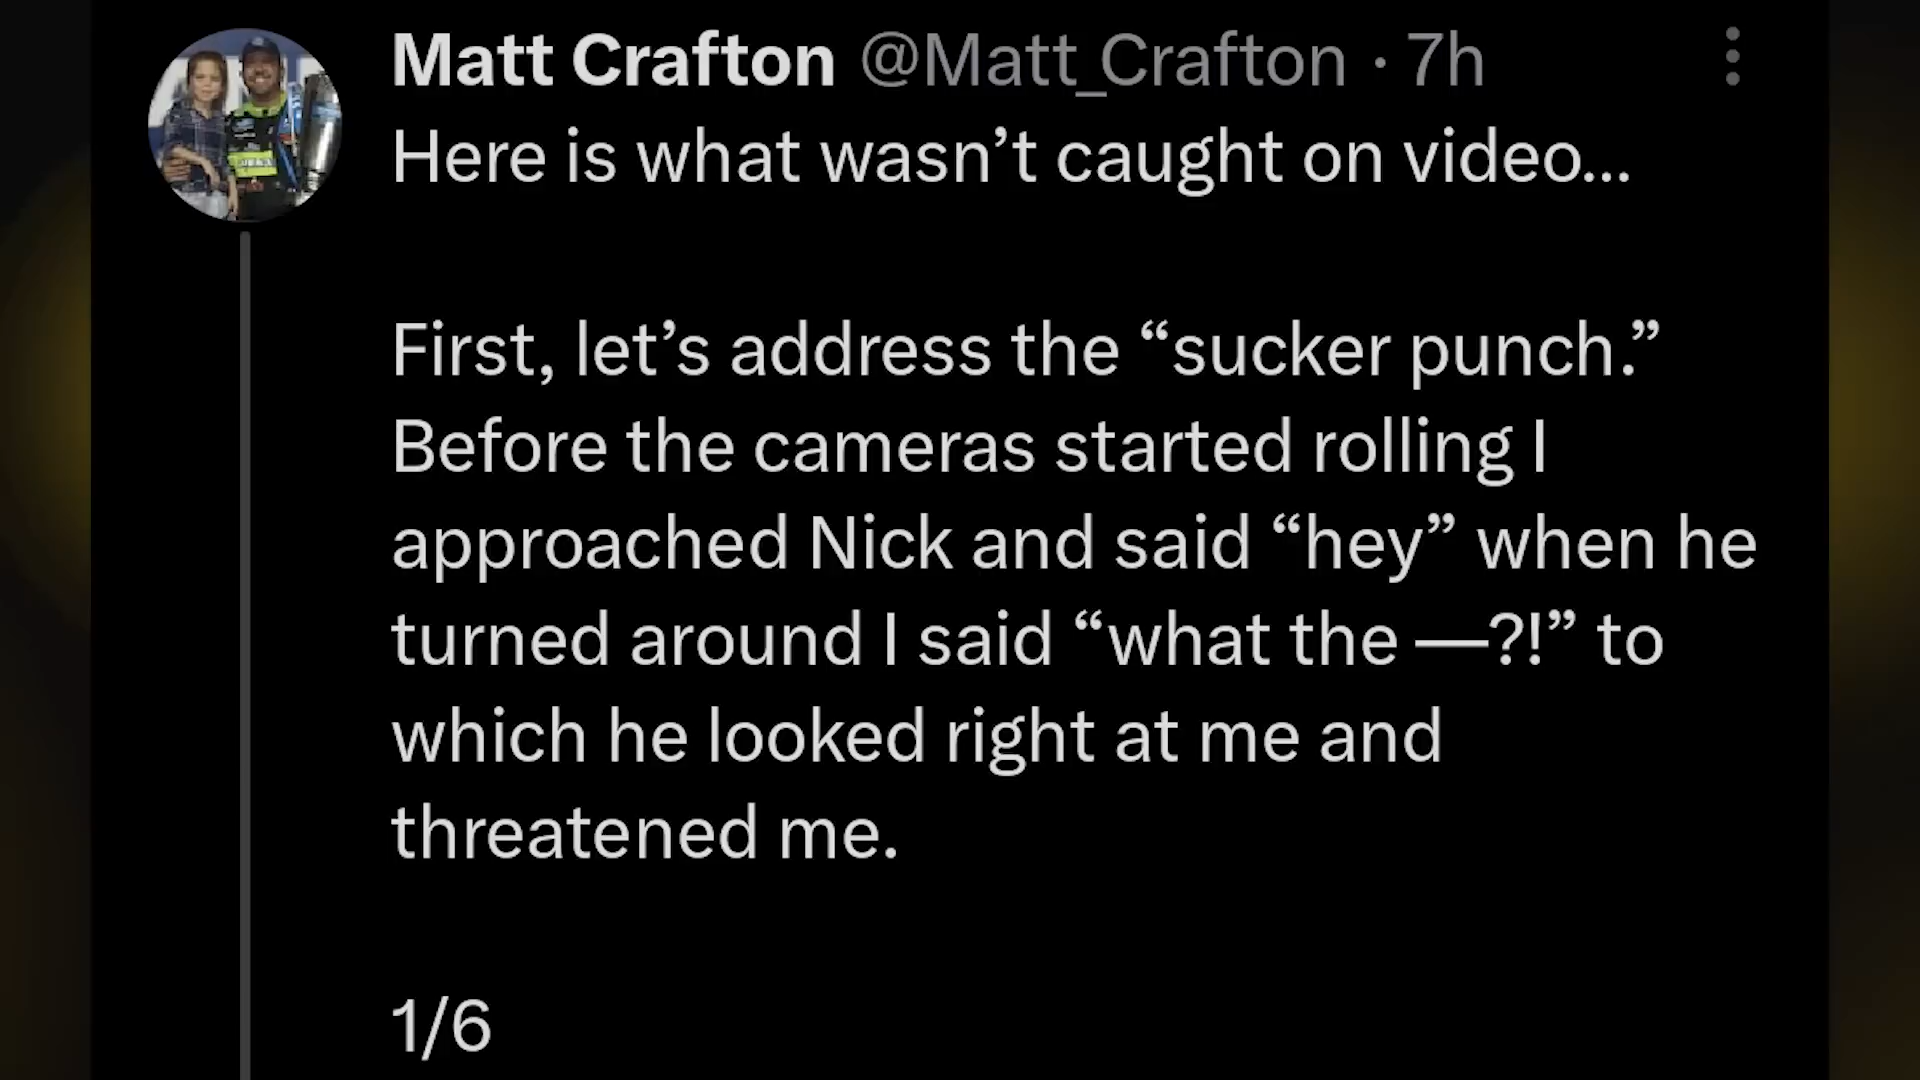 Matt Crafton @Matt_Crafton · 7h
Here is what wasn’t caught on video...
First, let’s address the “sucker punch.”
Before the cameras started rolling I
approached Nick and said “hey” when he
turned around I said “what the —?!” to
which he looked right at me and
threatened me.
1/6